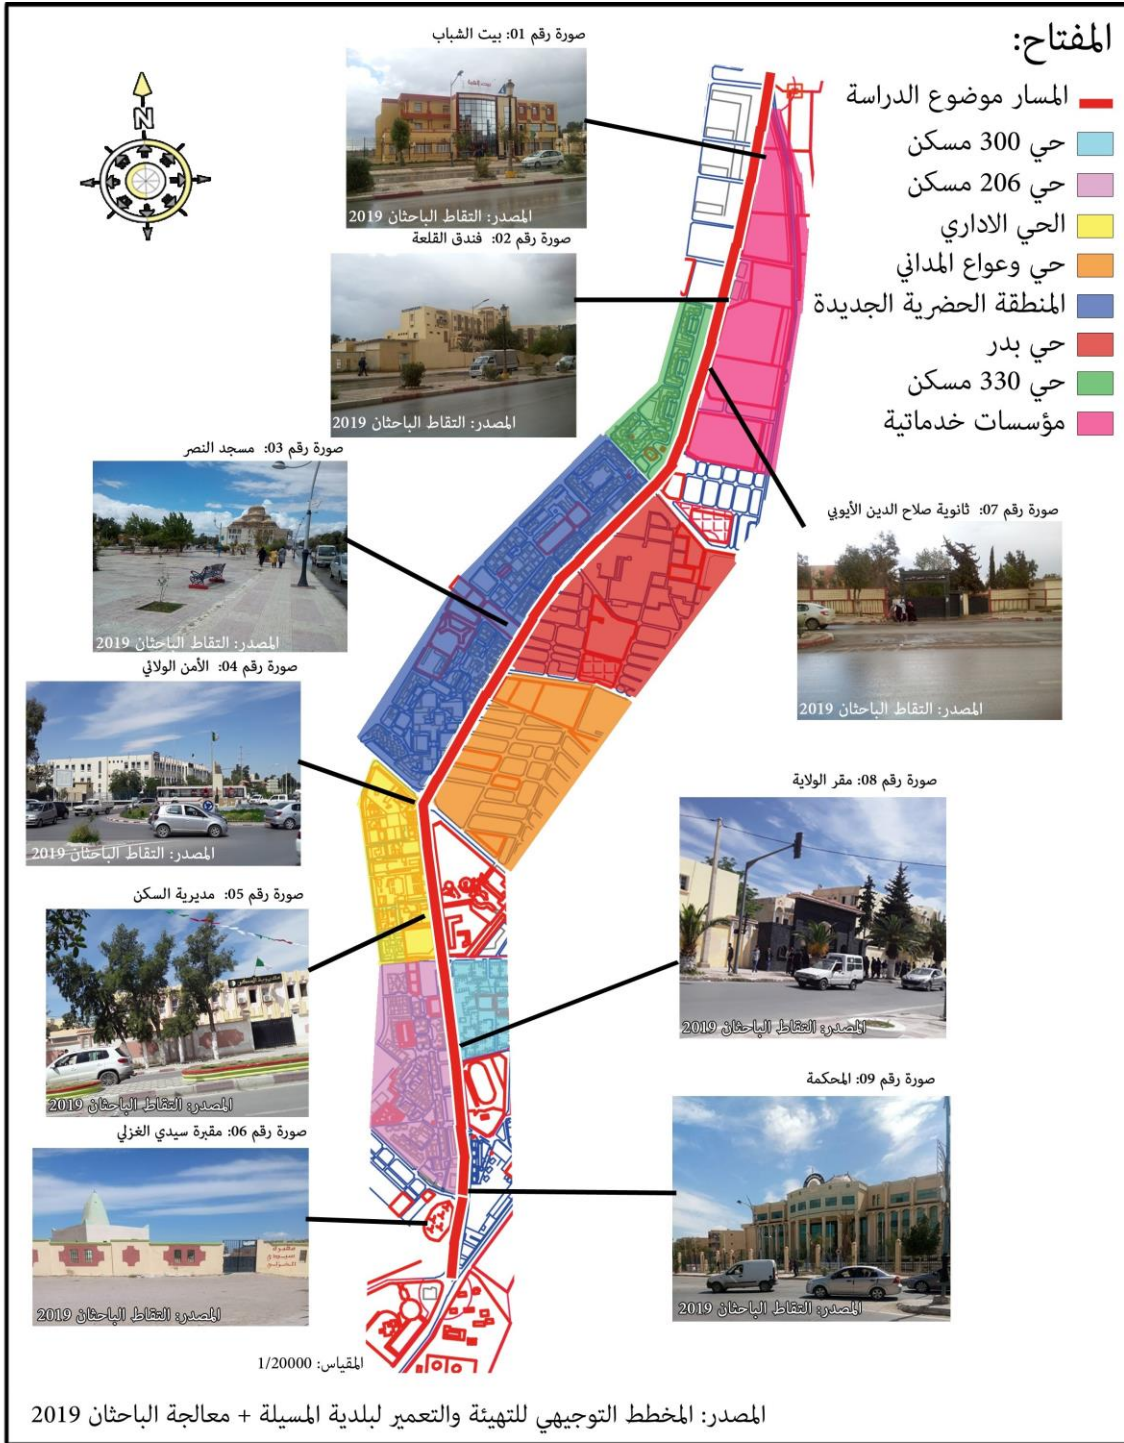 المفتاح:
المسار موضوع الدراسة
حي 300 مسكن
حي 206 مسكن
الحي الاداري
حي وعواع المداني
المنطقة الحضرية الجديدة
حي بدر
حي 330 مسكن
مؤسسات خدماتية
N
صورة رقم 01: بيت الشباب
المصدر: التقاط الباحثان 2019
صورة رقم 02: فندق القلعة
المصدر: التقاط الباحثان 2019
صورة رقم 03: مسجد النصر
المصدر: التقاط الباحثان 2019
صورة رقم 04: الأمن الولائي
المصدر: التقاط الباحثان 2019
صورة رقم 05: مديرية السكن
المصدر: التقاط الباحثان 2019
صورة رقم 06: مقبرة سيدي الغزلي
مقبرة
سيدي
الغزلي
المصدر: التقاط الباحثان 2019
صورة رقم 07: ثانوية صلاح الدين الأيوبي
المصدر: التقاط الباحثان 2019
صورة رقم 08: مقر الولاية
المصدر: التقاط الباحثان 2019
صورة رقم 09: المحكمة
المصدر: التقاط الباحثان 2019
المقياس: 1/20000
المصدر: المخطط التوجيهي للتهيئة والتعمير لبلدية المسيلة + معالجة الباحثان 2019